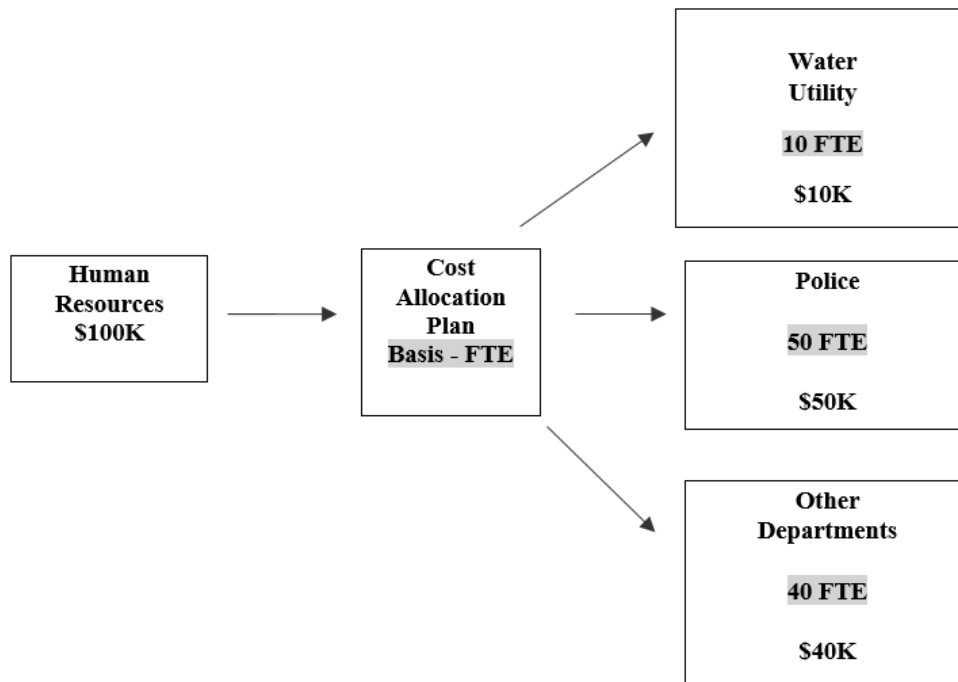 Human
Resources
$100K
Cost
Allocation
Plan
Basis - FTE
Water
Utility
10 FTE
$10K
Police
50 FTE
$50K
Other
Departments
40 FTE
$40K